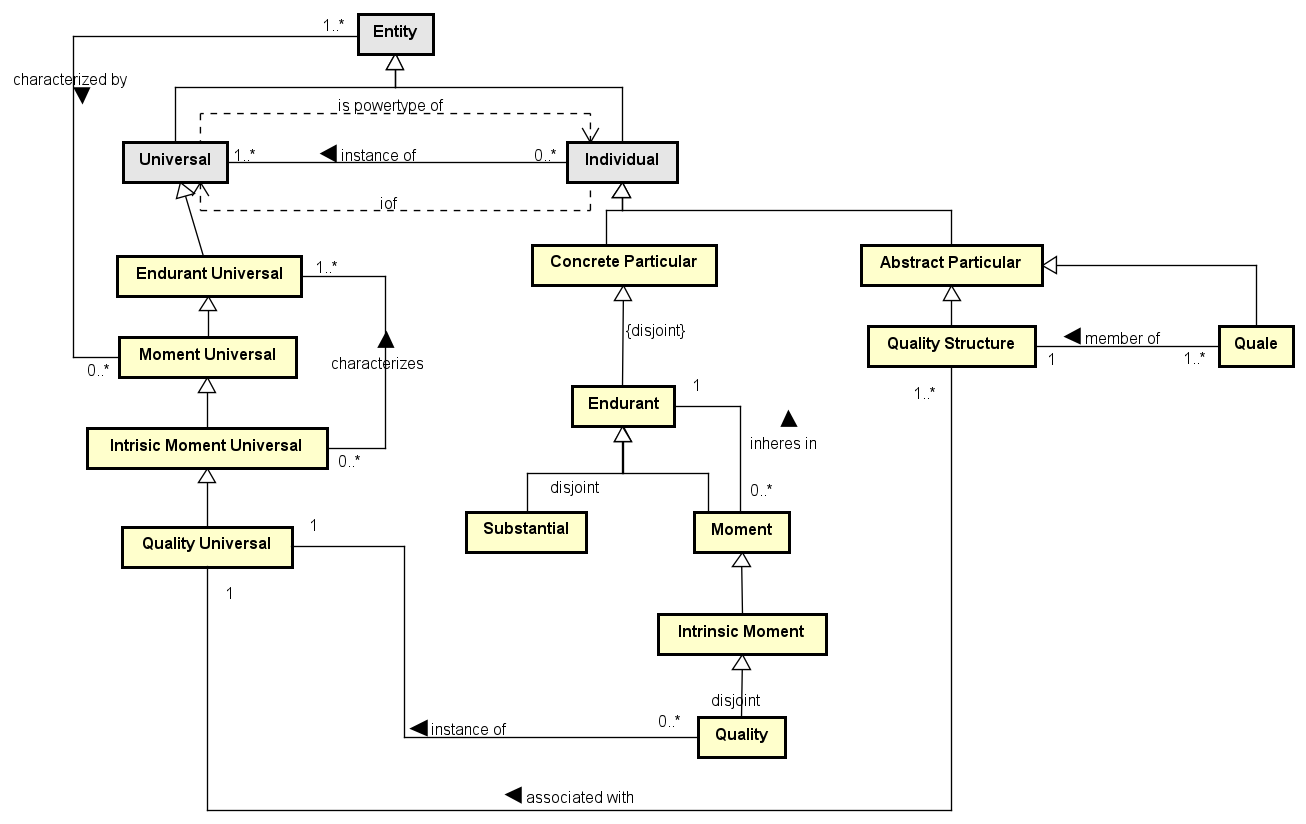 1..*
Entity
characterized by
is powertype of
Universal
1..*
instance of
0..*
Individual
iof
Endurant Universal
1..*
Concrete Particular
Abstract Particular
{disjoint}
Moment Universal
0..*
characterizes
Quality Structure
1
member of
1..*
Quale
Endurant
1
1..*
inheres in
Intrisic Moment Universal
0..*
disjoint
0..*
Substantial
Moment
Quality Universal
1
1
Intrinsic Moment
disjoint
instance of
0..*
Quality
associated with